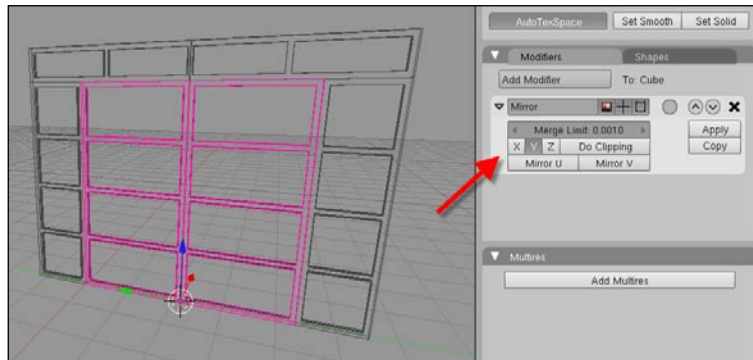 AutoTexSpace Set Smooth Set Solid
Modifiers Shapes
Add Modifier To: Cube
Mirror
Merge Limit: 0.0010 Apply
X Y Z Do Clipping Copy
Mirror U Mirror V
Multires
Add Multires